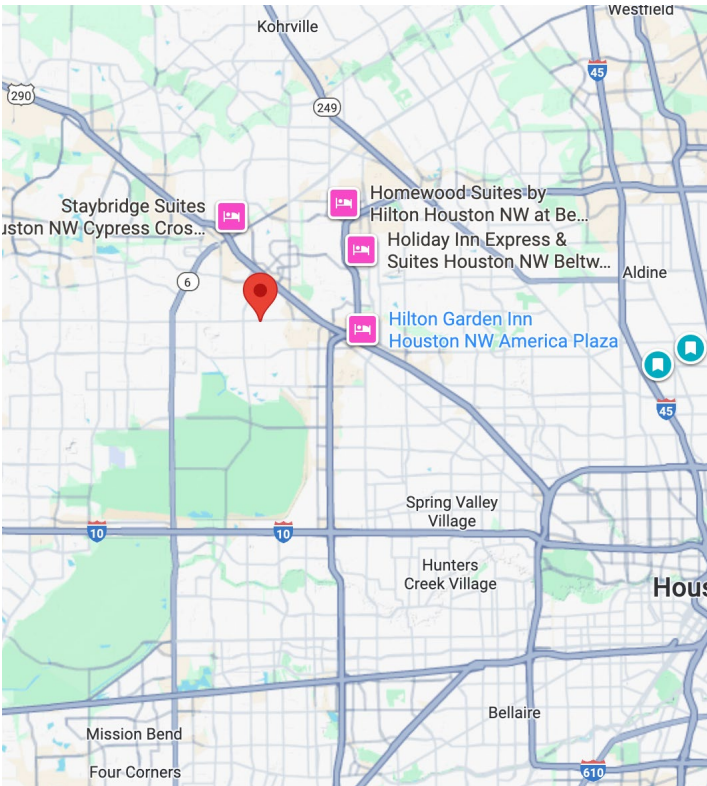 Westfield
Kohrville
45
290
249
Staybridge Suites
uston NW Cypress Cros...
Homewood Suites by
Hilton Houston NW at Be...
Holiday Inn Express &
Suites Houston NW Beltw...
Aldine
6
Hilton Garden Inn
Houston NW America Plaza
45
Spring Valley
Village
10
10
Hunters
Creek Village
Hous
Bellaire
Mission Bend
Four Corners
610